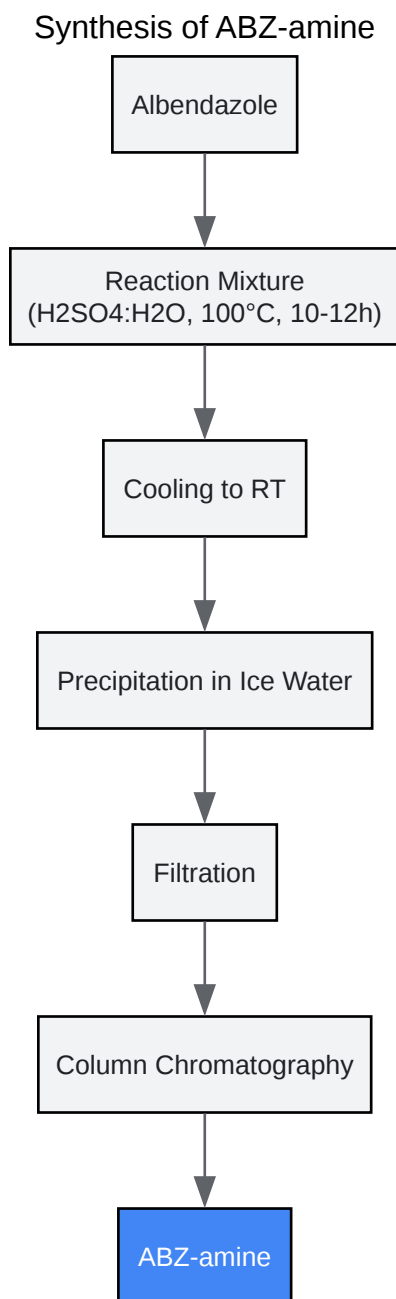 Synthesis of ABZ-amine
Albendazole
Reaction Mixture
(H2SO4:H2O, 100°C, 10-12h)
Cooling to RT
Precipitation in Ice Water
Filtration
Column Chromatography
ABZ-amine